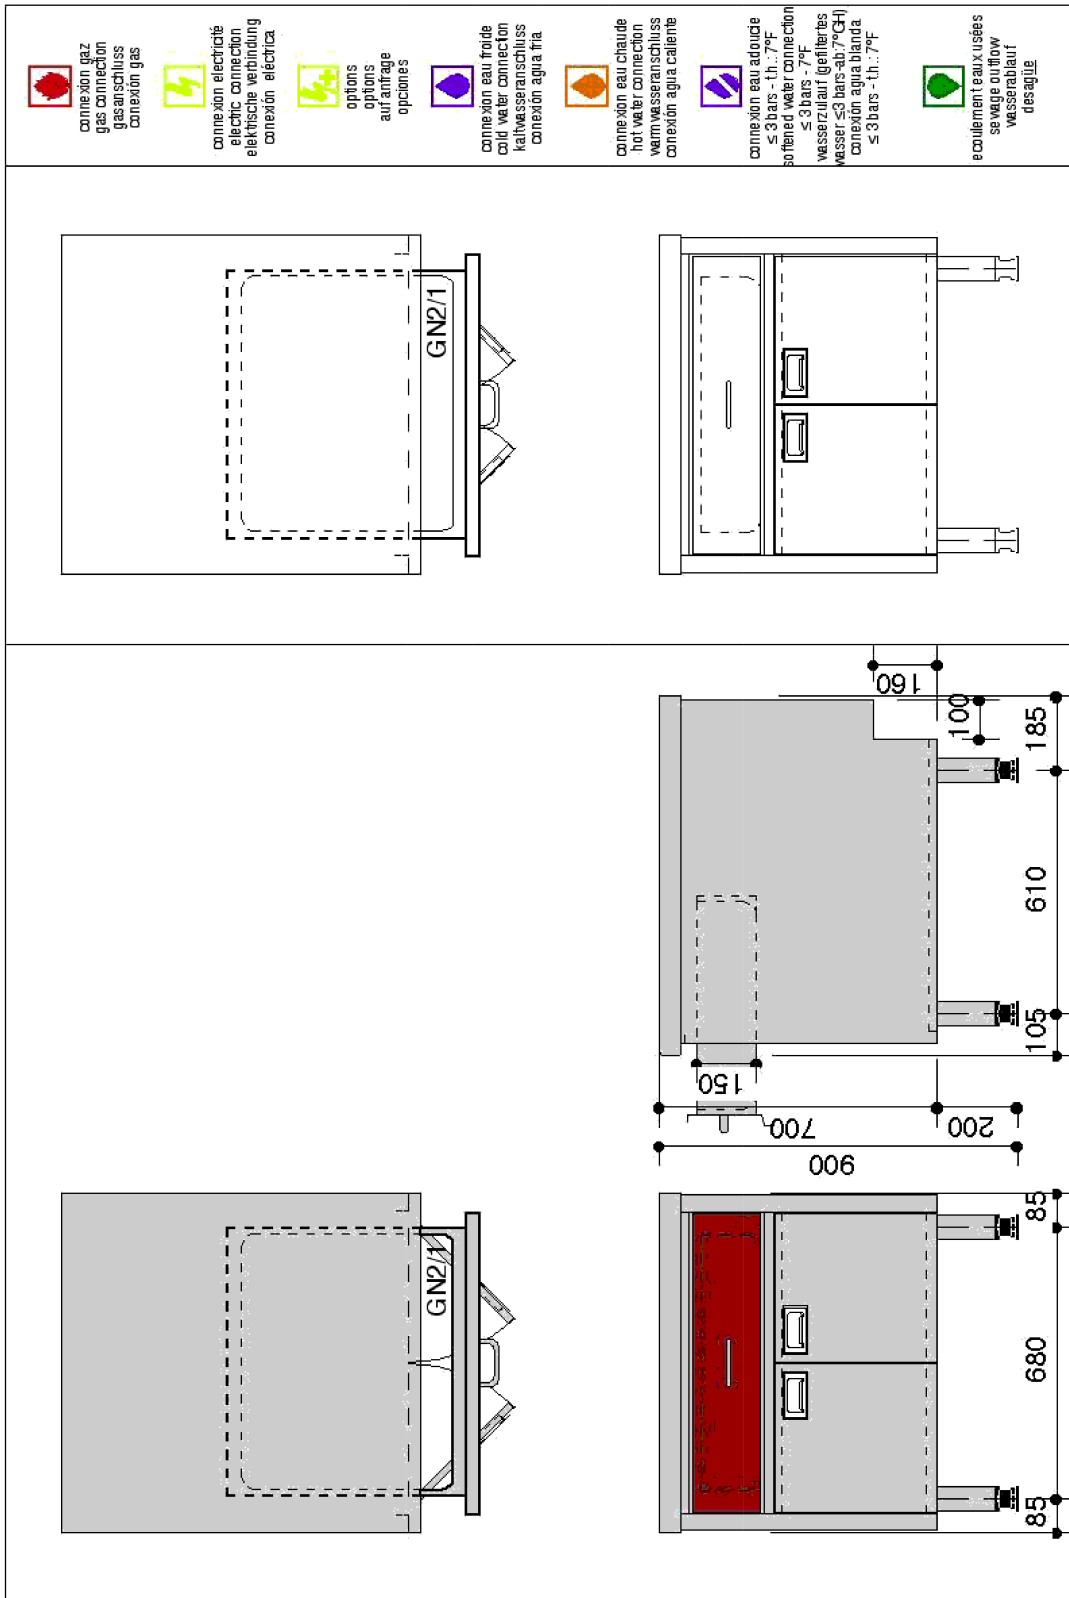 connexion gaz
gas connection
gasanschluss
conexión gas
connexion electricité
electric connection
elektrische verbindung
conexión eléctrica
options
options
auf anfrage
opciones
connexion eau froide
cold water connection
kaltwasseranschluss
conexión agua fria
connexion eau chaude
hot water connection
warmwasseranschluss
conexión agua caliente
connexion eau adoucie
≤ 3 bars - t.h.: 7°F
softened water connection
≤ 3 bars - 7°F
wasserzulauf (gefiltertes
wasser ≤3 bars-ab:7°GH)
conexión agua blanda
≤ 3 bars - t.h.: 7°F
ecoulement eaux usées
sewage outflow
wasserablauf
desagüe
GN2/1
GN2/1
160
100
185
610
105
150
700
200
900
85
680
85